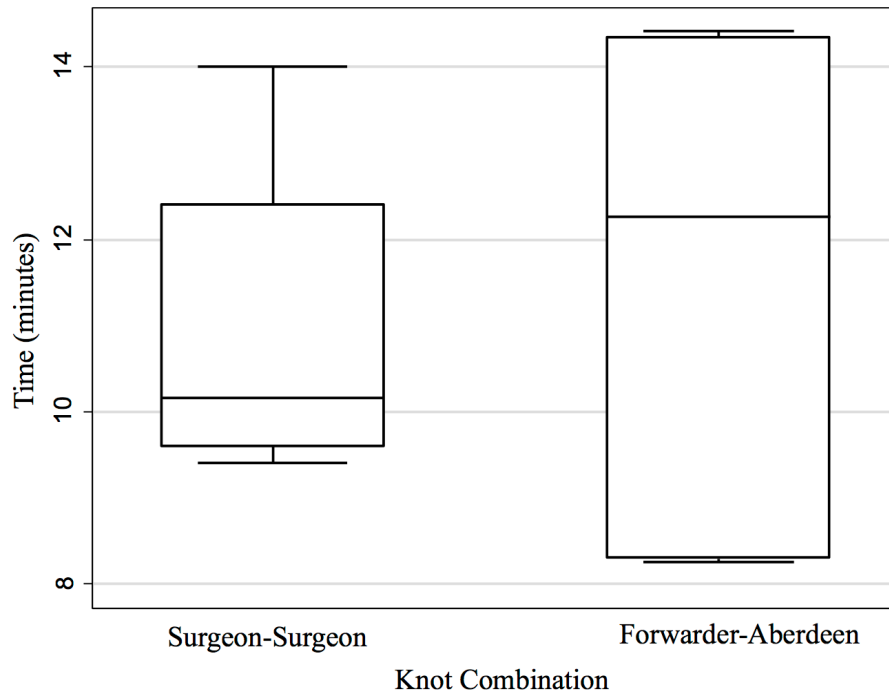 14
12
10
8
Time (minutes)
Surgeon-Surgeon
Forwarder-Aberdeen
Knot Combination